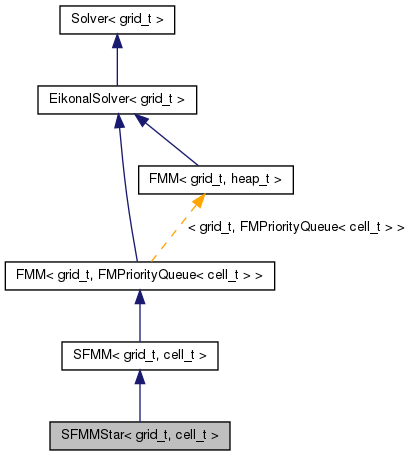 Solver< grid_t >
EikonalSolver< grid_t >
FMM< grid_t, heap_t >
< grid_t, FMPriorityQueue< cell_t > >
FMM< grid_t, FMPriorityQueue< cell_t > >
SFMM< grid_t, cell_t >
SFMMStar< grid_t, cell_t >